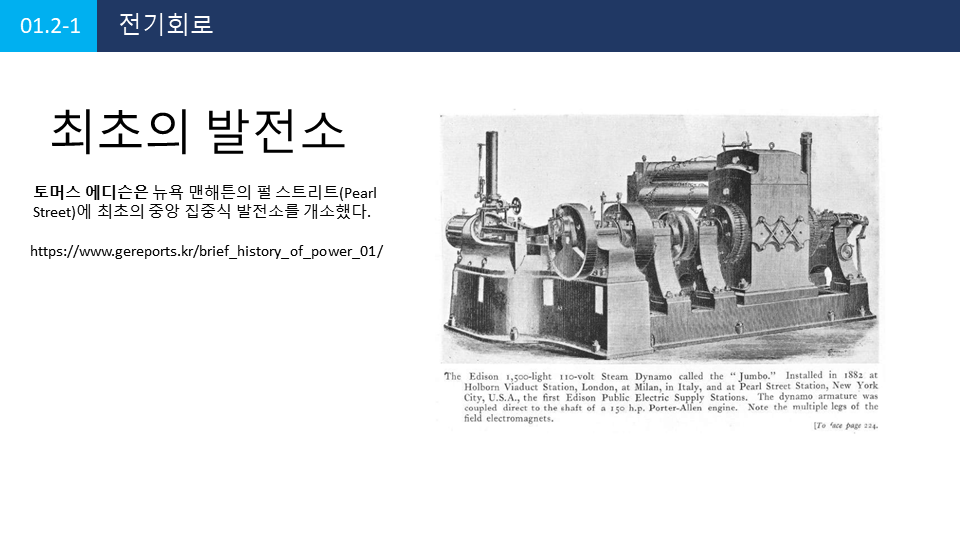 01.2-1 전기회로
최초의 발전소
토머스 에디슨은 뉴욕 맨해튼의 펄 스트리트(Pearl
Street)에 최초의 중앙 집중식 발전소를 개소했다.
https://www.gereports.kr/brief_history_of_power_01/
The Edison 1,500-light 110-volt Steam Dynamo called the "Jumbo." Installed in 1882 at
Holborn Viaduct Station, London, at Milan, in Italy, and at Pearl Street Station, New York
City, U.S.A., the first Edison Public Electric Supply Stations. The dynamo armature was
coupled direct to the shaft of a 150 h.p. Porter-Allen engine. Note the multiple legs of the
field electromagnets.
[To face page 224.